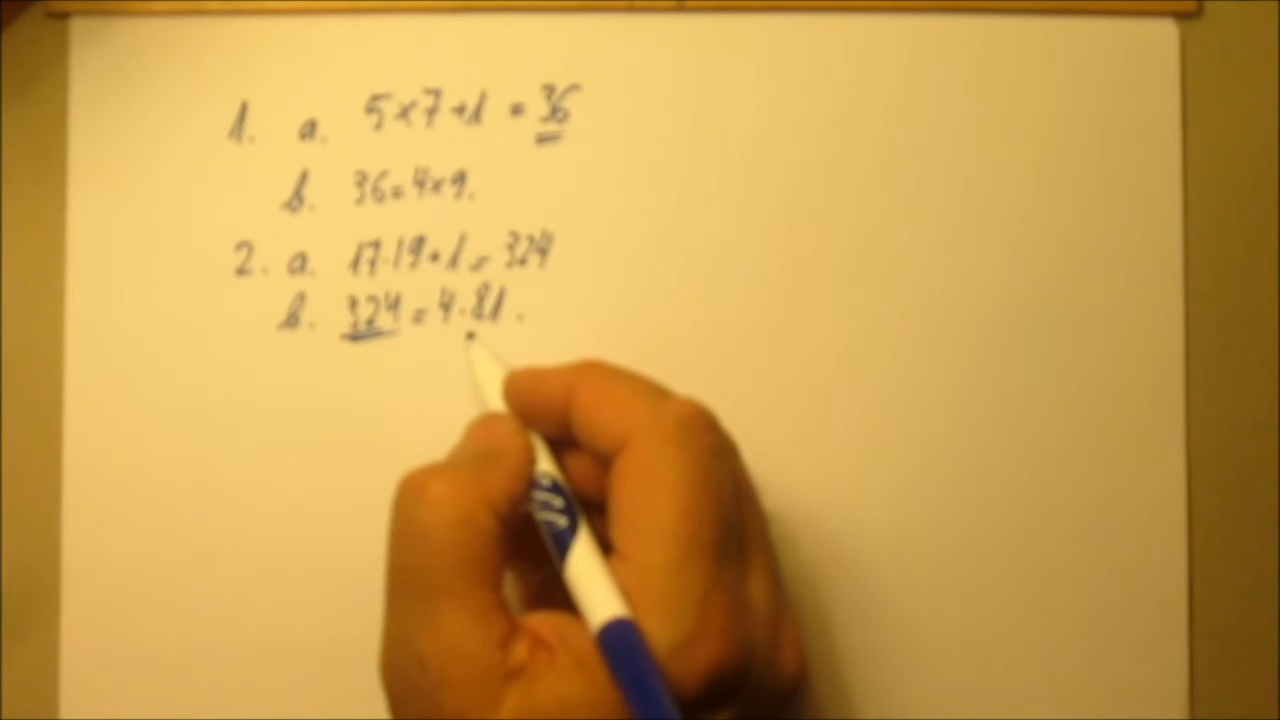 1. a. 5×7+1 = 36
b. 36=4×9.
2. a. 17·19+1=324
b. 324=4·81.